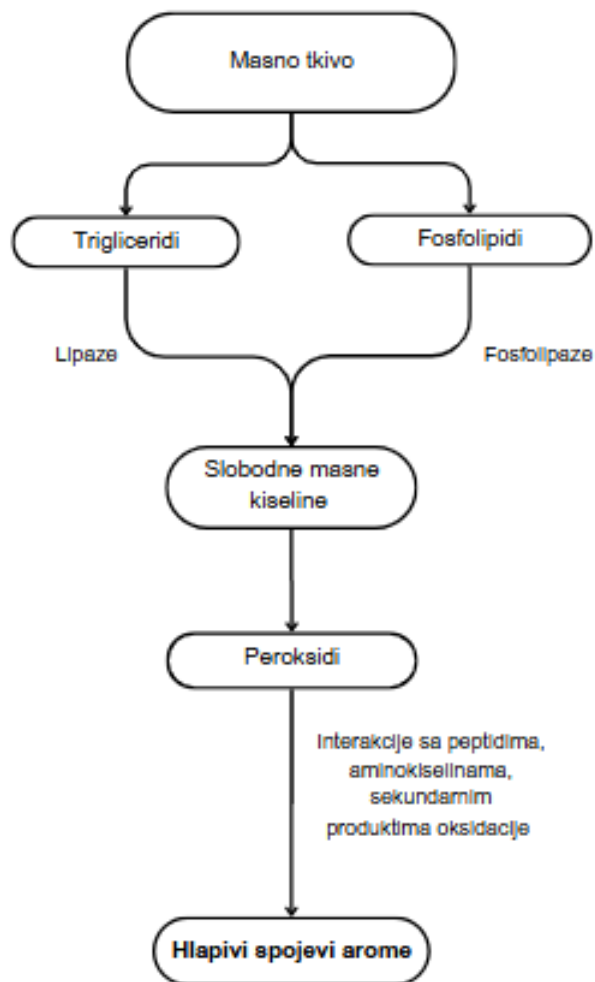 Masno tkivo
Trigliceridi
Fosfolipidi
Lipaze
Fosfolipaze
Slobodne masne
kiseline
Peroksidi
Interakcije sa peptidima,
aminokiselinama,
sekundarnim
produktima oksidacije
Hlapivi spojevi arome